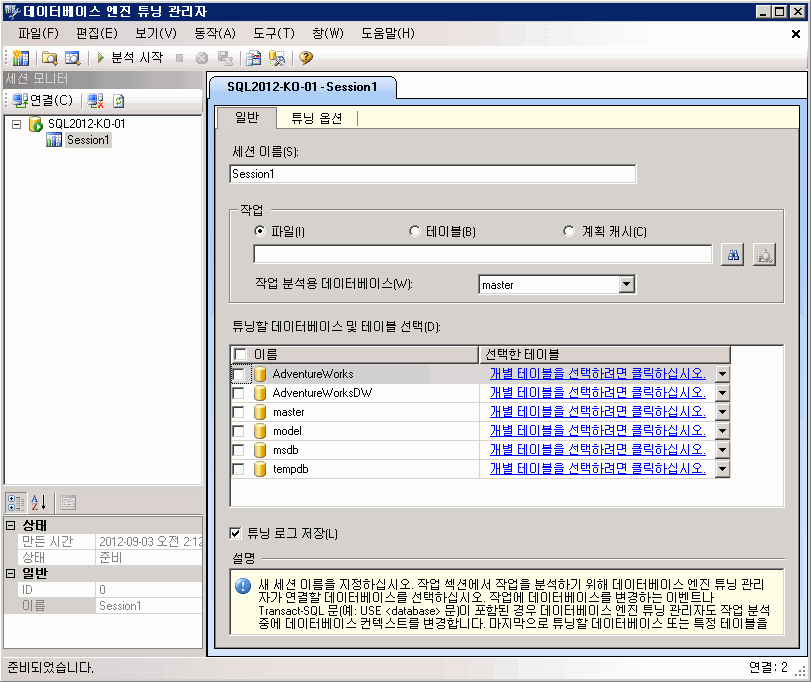 데이터베이스 엔진 튜닝 관리자
파일(F) 편집(E) 보기(V) 동작(A) 도구(T) 창(W) 도움말(H)
분석 시작
세션 모니터
연결(C)
SQL2012-KO-01
Session1
SQL2012-KO-01 - Session1
일반 튜닝 옵션
세션 이름(S):
Session1
작업
파일(I) 테이블(B) 계획 캐시(C)
작업 분석용 데이터베이스(W): master
튜닝할 데이터베이스 및 테이블 선택(D):
이름 선택한 테이블
AdventureWorks 개별 테이블을 선택하려면 클릭하십시오.
AdventureWorksDW 개별 테이블을 선택하려면 클릭하십시오.
master 개별 테이블을 선택하려면 클릭하십시오.
model 개별 테이블을 선택하려면 클릭하십시오.
msdb 개별 테이블을 선택하려면 클릭하십시오.
tempdb 개별 테이블을 선택하려면 클릭하십시오.
튜닝 로그 저장(L)
설명
새 세션 이름을 지정하십시오. 작업 섹션에서 작업을 분석하기 위해 데이터베이스 엔진 튜닝 관리
자가 연결할 데이터베이스를 선택하십시오. 작업에 데이터베이스를 변경하는 이벤트나
Transact-SQL 문(예: USE <database> 문)이 포함된 경우 데이터베이스 엔진 튜닝 관리자도 작업 분석
중에 데이터베이스 컨텍스트를 변경합니다. 마지막으로 튜닝할 데이터베이스 또는 특정 테이블을
상태
만든 시간 2012-09-03 오전 2:12
상태 준비
일반
ID 0
이름 Session1
준비되었습니다.
연결: 2